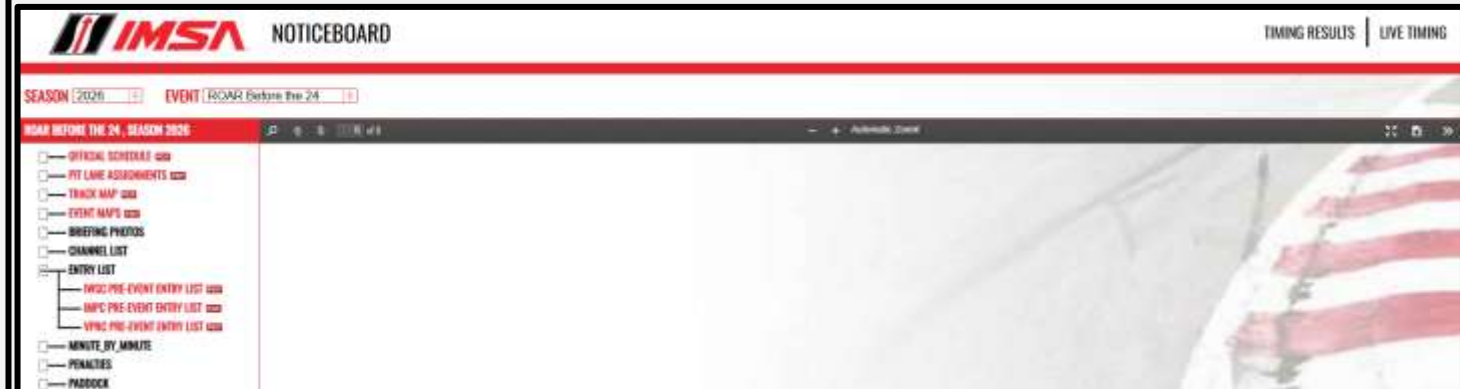 IMSA NOTICEBOARD
TIMING RESULTS | LIVE TIMING
SEASON 2026 EVENT ROAR Before the 24
ROAR BEFORE THE 24 , SEASON 2026
Automatic Zoom
OFFICIAL SCHEDULE
PIT LANE ASSIGNMENTS
TRACK MAP
EVENT MAPS
BRIEFING PHOTOS
CHANNEL LIST
ENTRY LIST
IWSC PRE-EVENT ENTRY LIST
IMPC PRE-EVENT ENTRY LIST
VPRC PRE-EVENT ENTRY LIST
MINUTE_BY_MINUTE
PENALTIES
PADDOCK